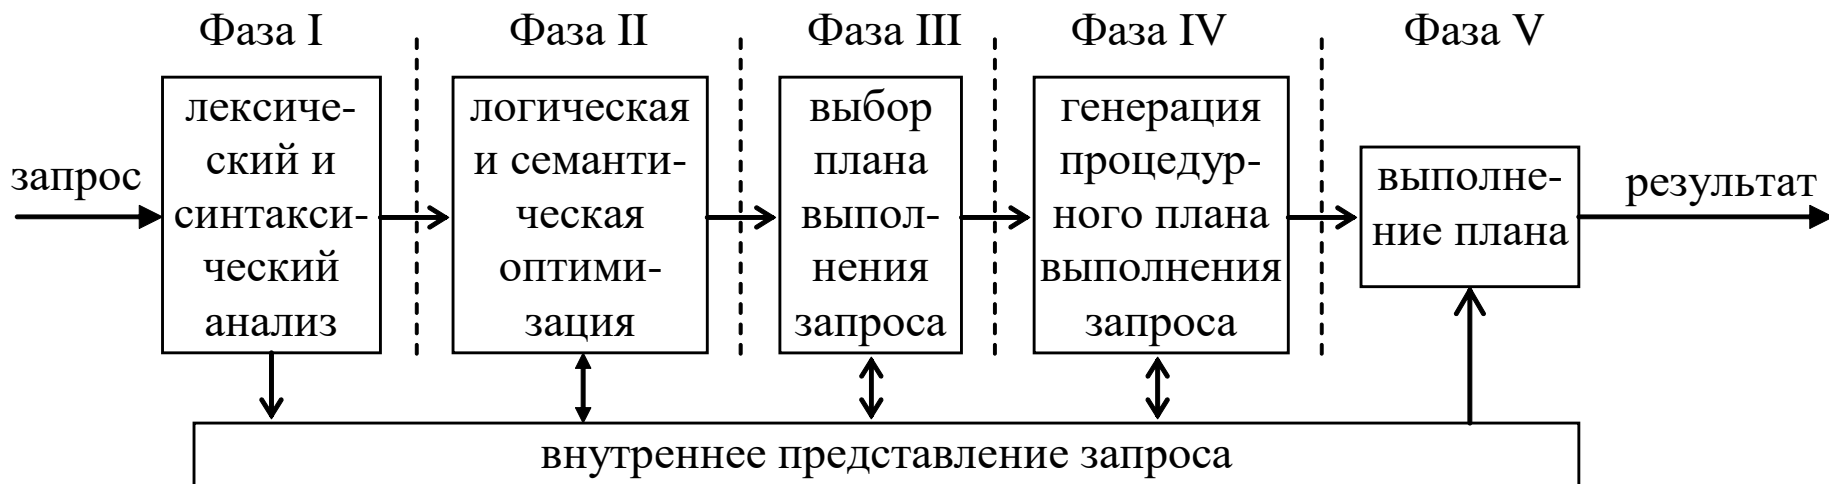 Фаза I
Фаза II
Фаза III
Фаза IV
Фаза V
запрос
лексиче-
ский и
синтакси-
ческий
анализ
логическая
и семанти-
ческая
оптими-
зация
выбор
плана
выпол-
нения
запроса
генерация
процедур-
ного плана
выполнения
запроса
выполне-
ние плана
результат
внутреннее представление запроса